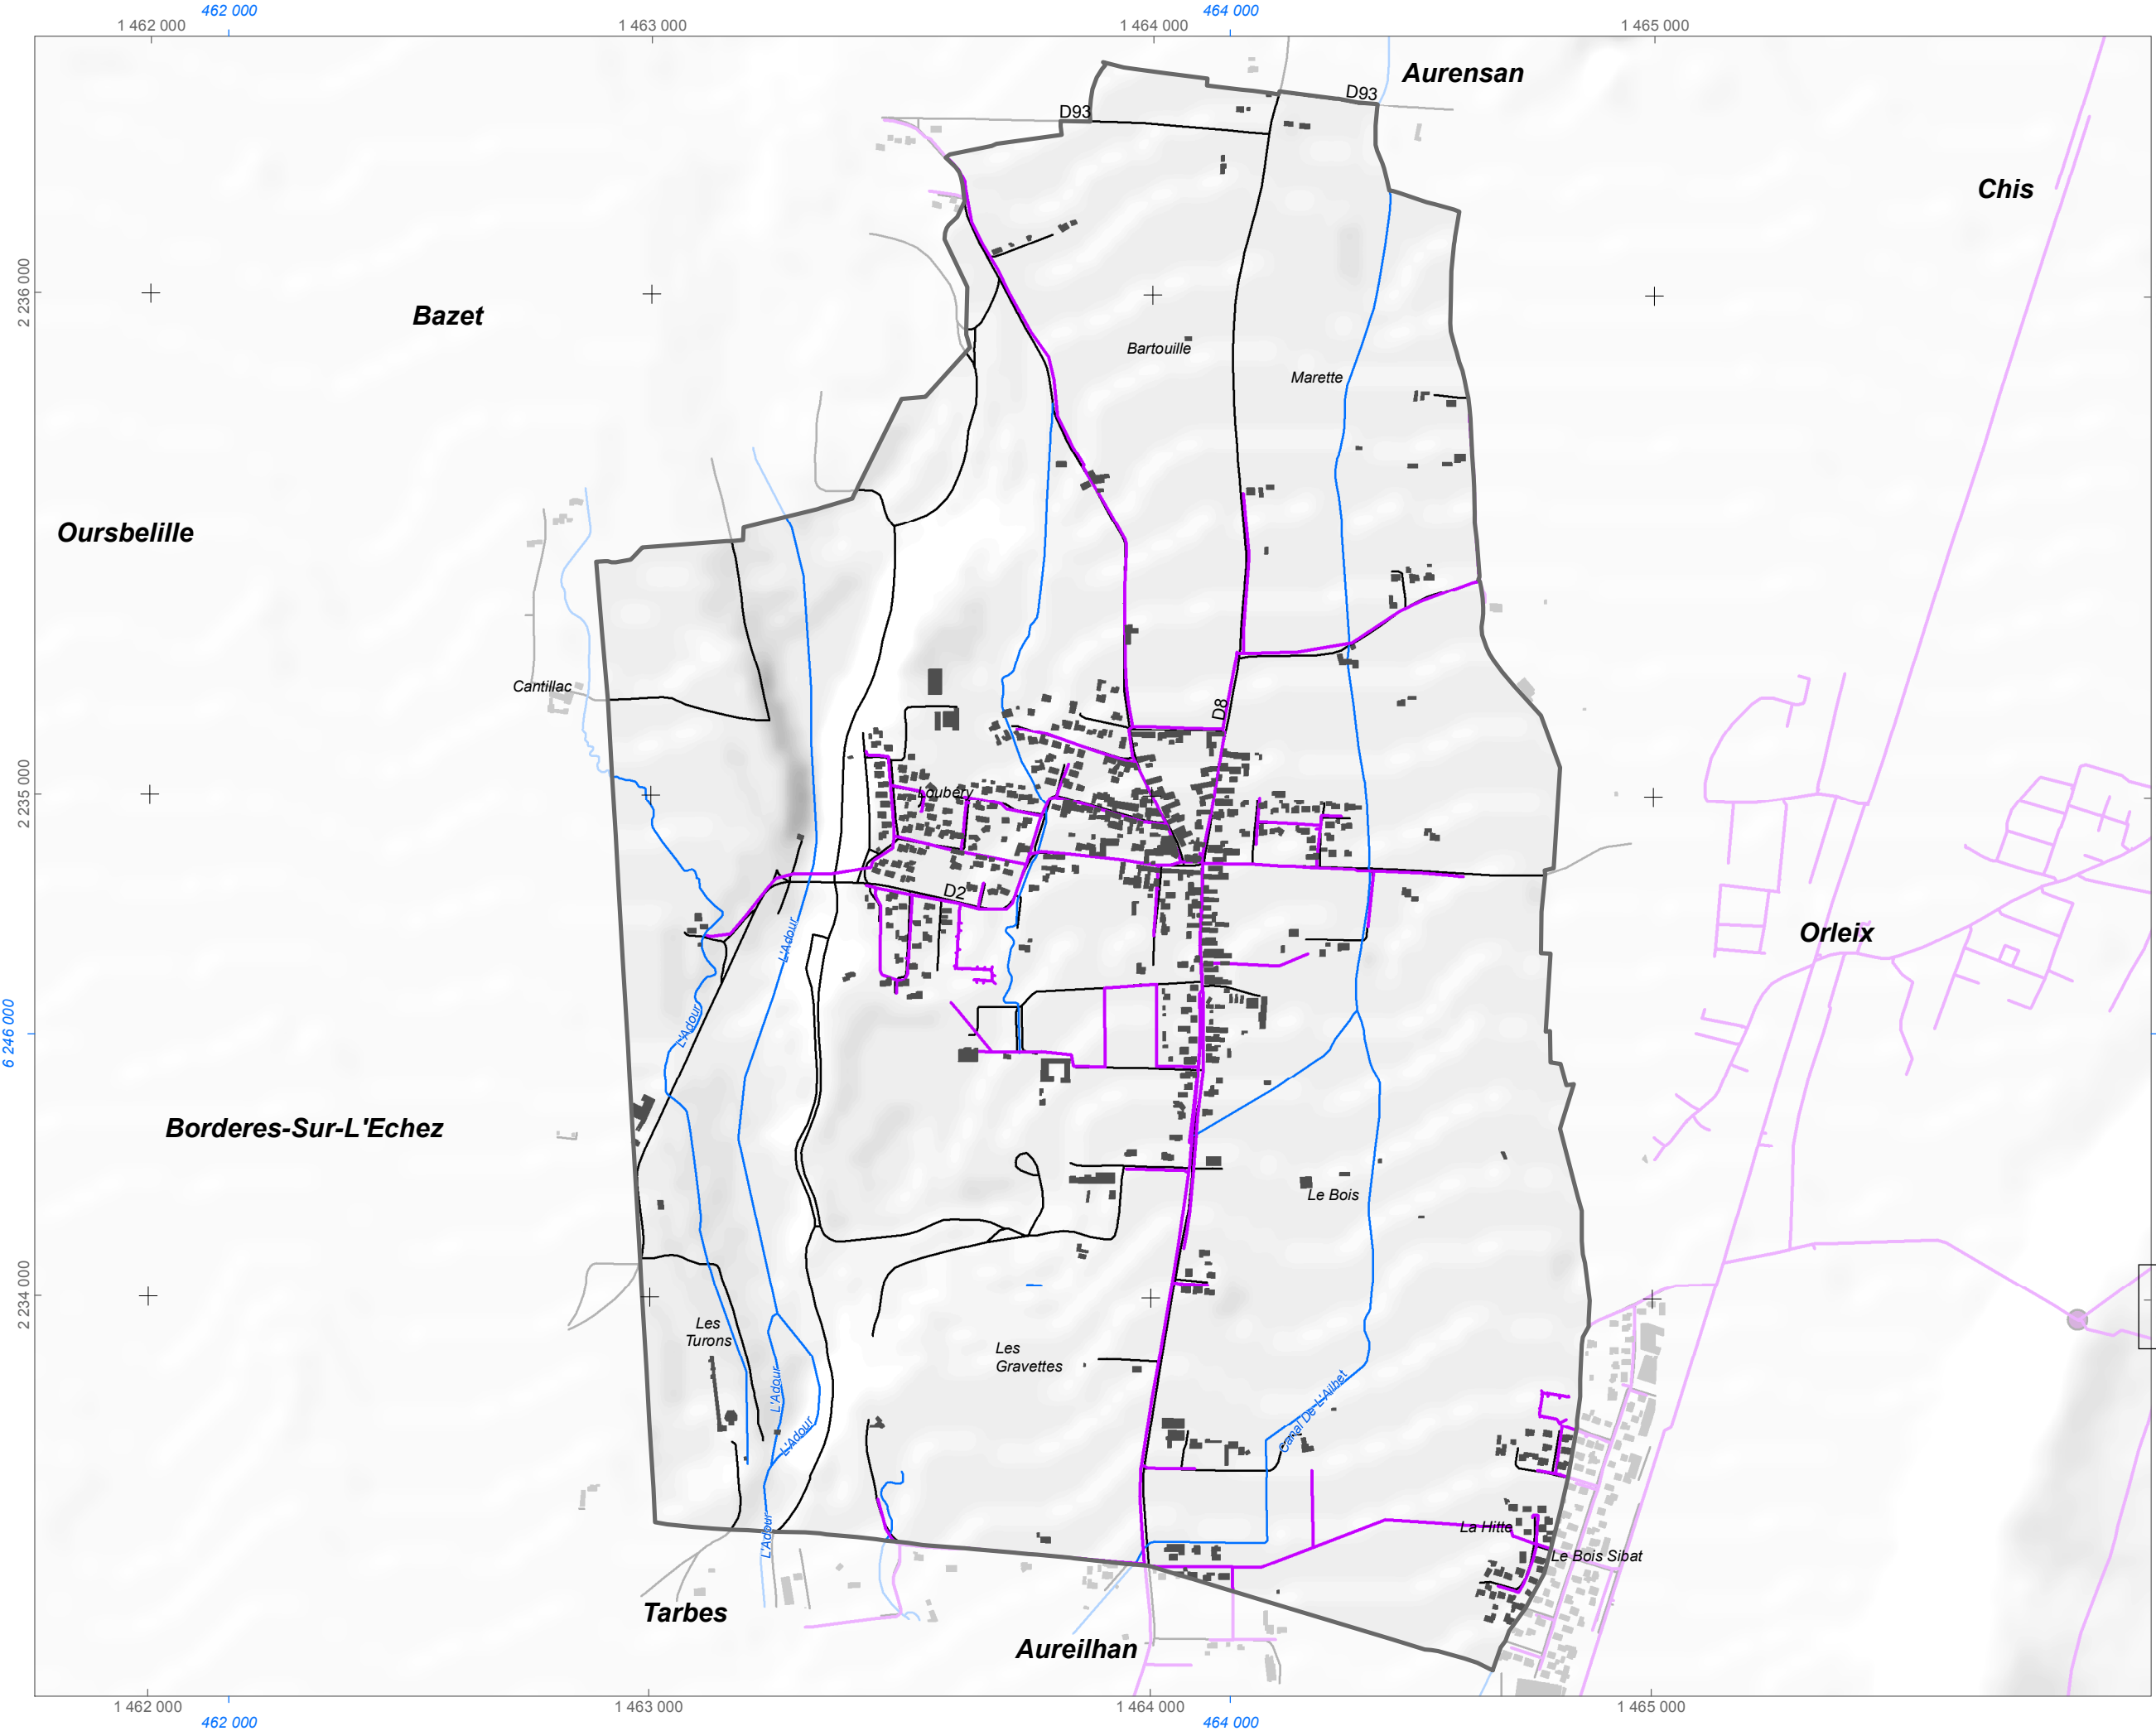 462 000
464 000
1 462 000
1 463 000
1 464 000
1 465 000
Aurensan
D93
D93
Chis
2 236 000
Bazet
Bartouille
Marette
Oursbelille
Cantillac
D8
2 235 000
Loubéry
D2
L'Adour
Orleix
6 246 000
L'Adour
Borderes-Sur-L'Echez
Le Bois
2 234 000
Les
Turons
Les
Gravettes
L'Adour
L'Adour
Canal De L'Ailhet
La Hitte
L'Adour
Le Bois Sibat
Tarbes
Aureilhan
1 462 000
1 463 000
1 464 000
1 465 000
462 000
464 000